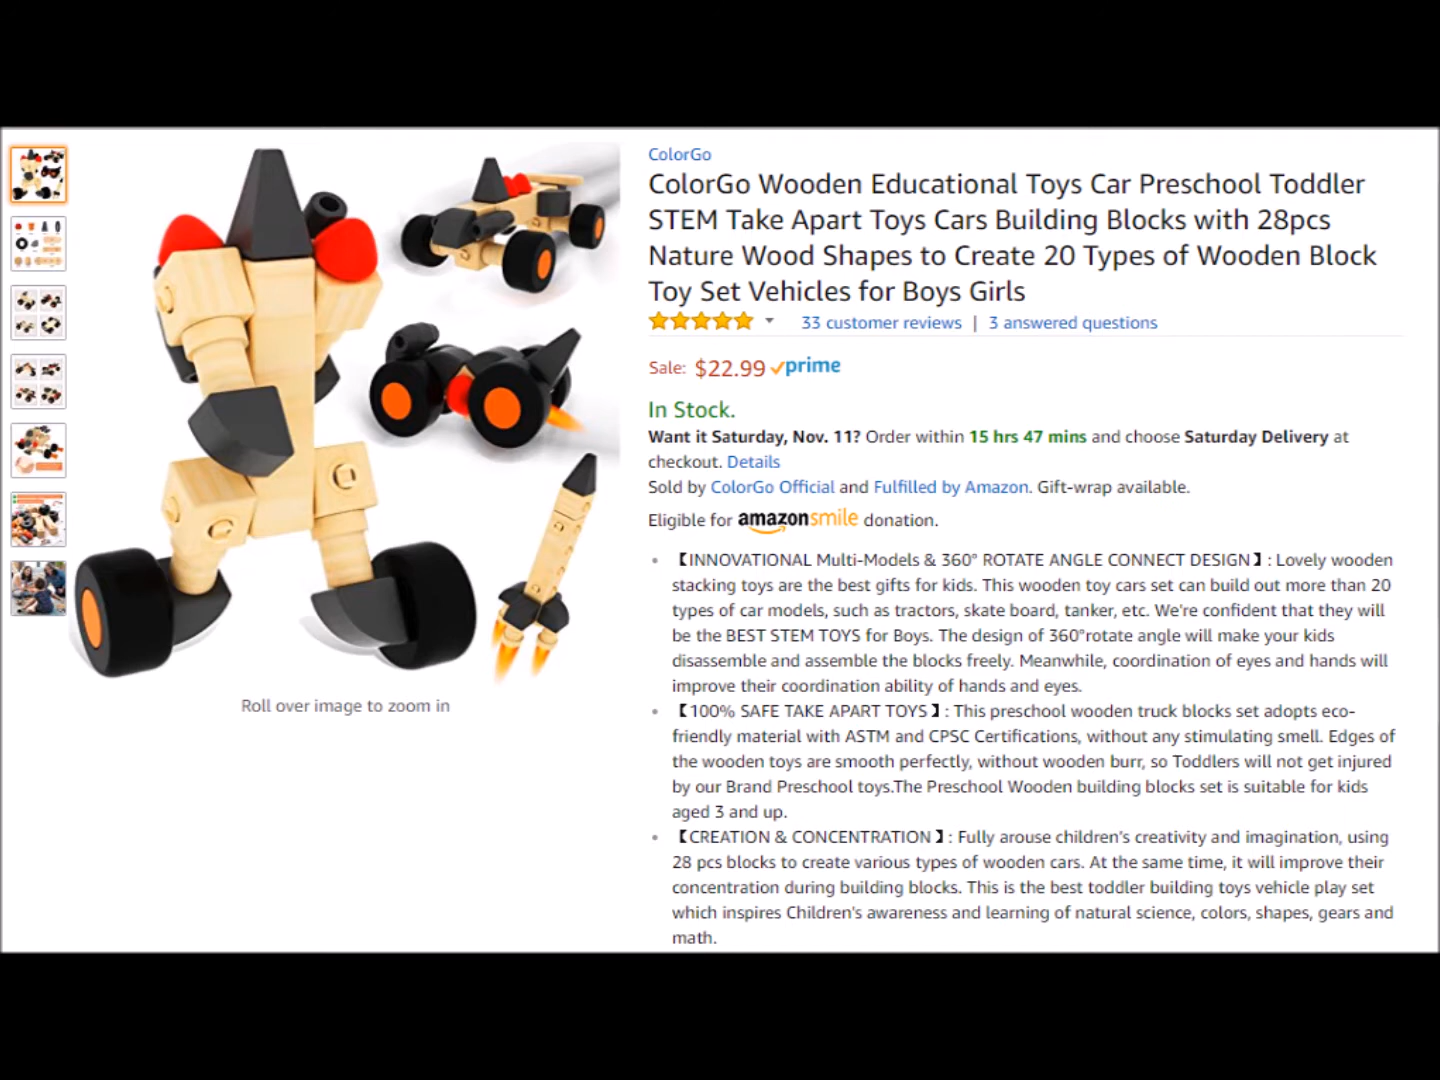 ColorGo
ColorGo Wooden Educational Toys Car Preschool Toddler
STEM Take Apart Toys Cars Building Blocks with 28pcs
Nature Wood Shapes to Create 20 Types of Wooden Block
Toy Set Vehicles for Boys Girls
33 customer reviews | 3 answered questions
Sale: $22.99 prime
In Stock.
Want it Saturday, Nov. 11? Order within 15 hrs 47 mins and choose Saturday Delivery at
checkout. Details
Sold by ColorGo Official and Fulfilled by Amazon. Gift-wrap available.
Eligible for amazonsmile donation.
• 【INNOVATIONAL Multi-Models & 360° ROTATE ANGLE CONNECT DESIGN】: Lovely wooden
stacking toys are the best gifts for kids. This wooden toy cars set can build out more than 20
types of car models, such as tractors, skate board, tanker, etc. We're confident that they will
be the BEST STEM TOYS for Boys. The design of 360°rotate angle will make your kids
disassemble and assemble the blocks freely. Meanwhile, coordination of eyes and hands will
improve their coordination ability of hands and eyes.
• 【100% SAFE TAKE APART TOYS】: This preschool wooden truck blocks set adopts eco-
friendly material with ASTM and CPSC Certifications, without any stimulating smell. Edges of
the wooden toys are smooth perfectly, without wooden burr, so Toddlers will not get injured
by our Brand Preschool toys.The Preschool Wooden building blocks set is suitable for kids
aged 3 and up.
• 【CREATION & CONCENTRATION】: Fully arouse children's creativity and imagination, using
28 pcs blocks to create various types of wooden cars. At the same time, it will improve their
concentration during building blocks. This is the best toddler building toys vehicle play set
which inspires Children's awareness and learning of natural science, colors, shapes, gears and
math.
Roll over image to zoom in